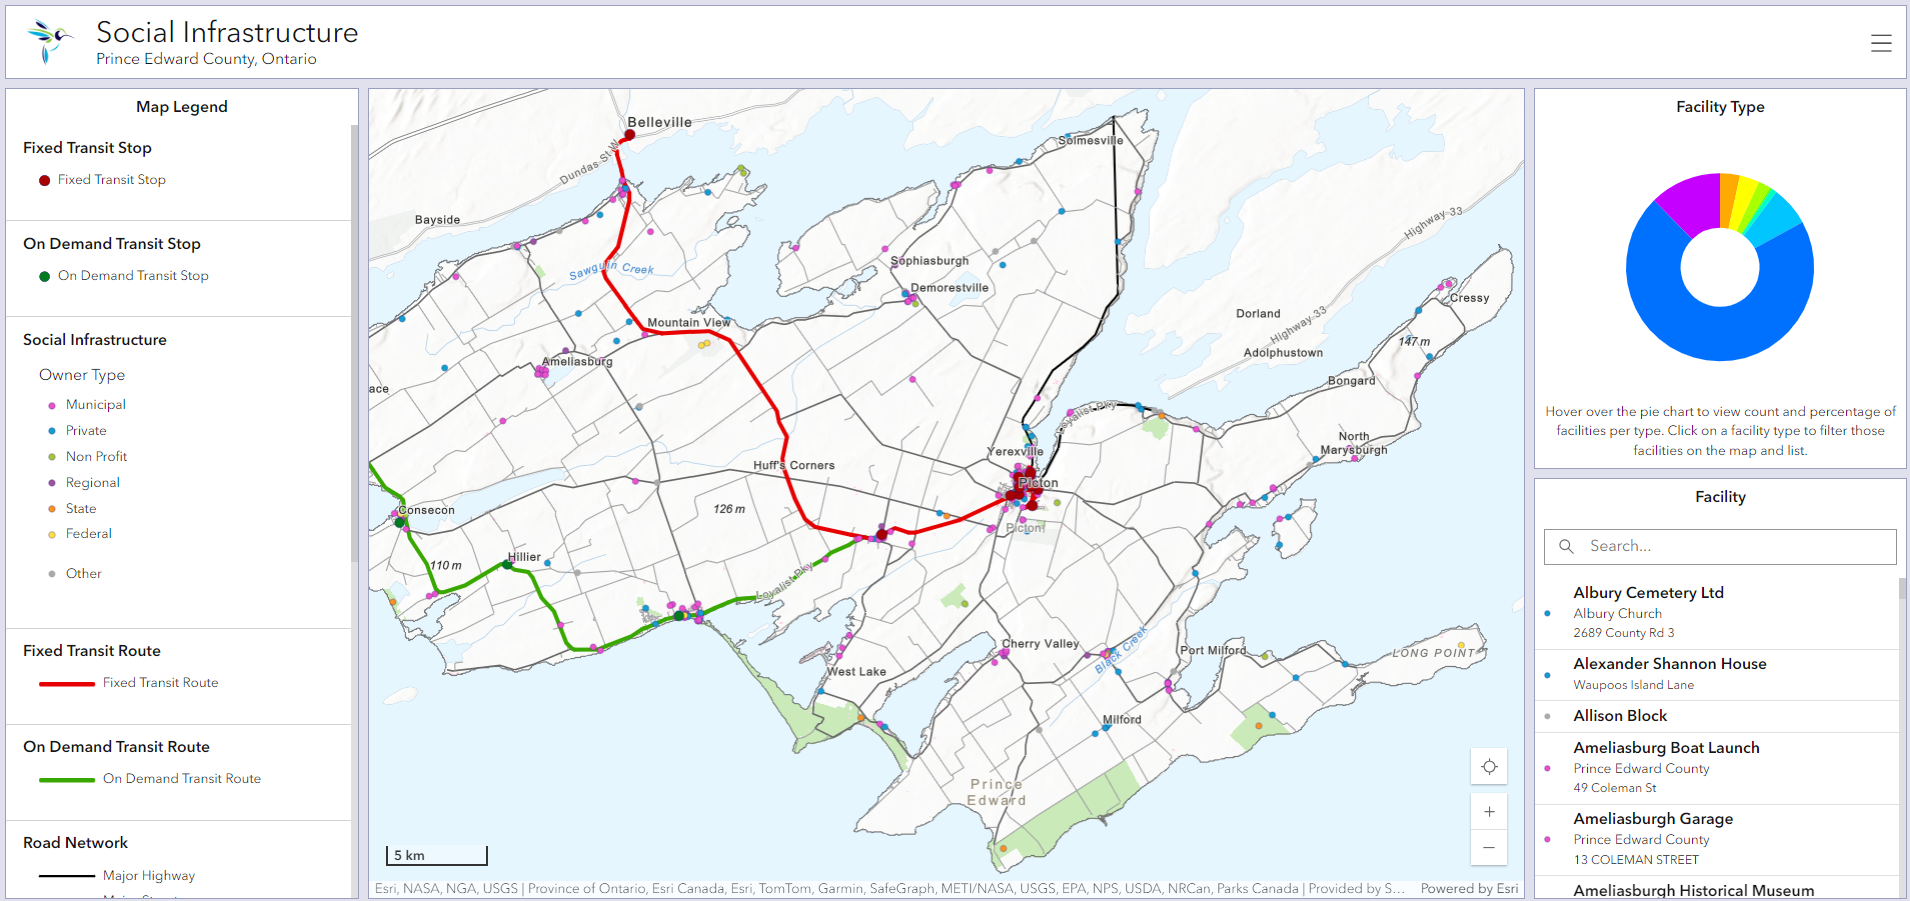 Social Infrastructure
Prince Edward County, Ontario
Map Legend
Fixed Transit Stop
Fixed Transit Stop
On Demand Transit Stop
On Demand Transit Stop
Social Infrastructure
Owner Type
Municipal
Private
Non Profit
Regional
State
Federal
Other
Fixed Transit Route
Fixed Transit Route
On Demand Transit Route
On Demand Transit Route
Road Network
Major Highway
Belleville
Dundas St W
Solmesville
Bayside
Highway 33
Sawguin Creek
Sophiasburgh
Demorestville
Cressy
Mountain View
Dorland
Highway 33
Adolphustown
147 m
Ameliasburg
ace
Bongard
Loyalist Pky
North
Marysburgh
Yerexville
Huff's Corners
Picton
Consecon
126 m
Picton
Hillier
110 m
Loyalist Pky
Cherry Valley
Black Creek
Port Milford
LONG POINT
West Lake
Milford
Prince
Edward
5 km
Esri, NASA, NGA, USGS | Province of Ontario, Esri Canada, Esri, TomTom, Garmin, SafeGraph, METI/NASA, USGS, EPA, NPS, USDA, NRCan, Parks Canada | Provided by S...
Powered by Esri
Facility Type
Hover over the pie chart to view count and percentage of
facilities per type. Click on a facility type to filter those
facilities on the map and list.
Facility
Search...
Albury Cemetery Ltd
Albury Church
2689 County Rd 3
Alexander Shannon House
Waupoos Island Lane
Allison Block
Ameliasburg Boat Launch
Prince Edward County
49 Coleman St
Ameliasburgh Garage
Prince Edward County
13 COLEMAN STREET
Ameliasburgh Historical Museum